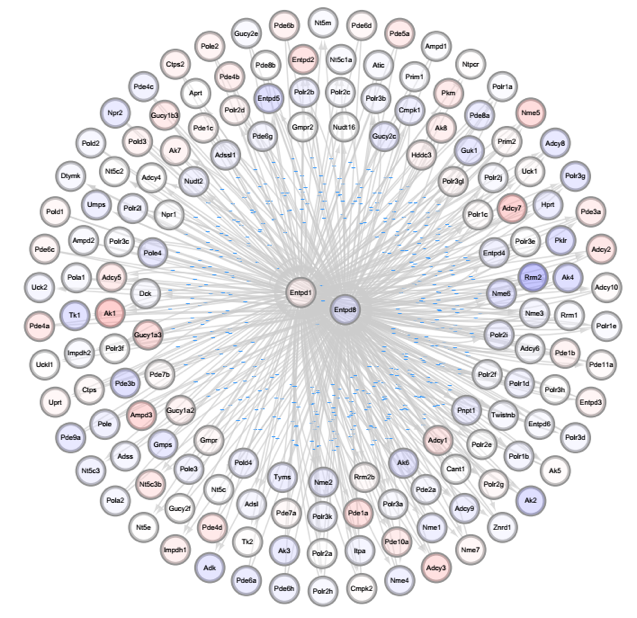 Nt5m
Pde6b
Pde6d
Gucy2e
Pde5a
Pole2
Ampd1
Ctps2
Pde8b
Entpd2
Nt5c1a
Atic
Ntpcr
Pde4b
Prim1
Pde4c
Aprt
Entpd5
Polr2b
Polr2c
Polr3b
Pkm
Polr1a
Npr2
Gucy1b3
Polr2d
Cmpk1
Pde8a
Nme5
Pde1c
Pde6g
Gmpr2
Nudt16
Gucy2c
Ak8
Pold2
Pold3
Ak7
Adssl1
Hddc3
Guk1
Prim2
Adcy8
Dtymk
Nt5c2
Adcy4
Nudt2
Polr3gl
Polr2j
Uck1
Polr3g
Pold1
Umps
Polr2l
Npr1
Polr1c
Adcy7
Hprt
Pde3a
Pde6c
Ampd2
Polr3c
Pole4
Entpd4
Polr3e
Pklr
Adcy2
Uck2
Pola1
Adcy5
Dck
Entpd1
Nme6
Rrm2
Ak4
Adcy10
Pde4a
Tk1
Ak1
Entpd8
Nme3
Rrm1
Polr1e
Gucy1a3
Polr2i
Uckl1
Impdh2
Polr3f
Adcy6
Pde1b
Pde11a
Uprt
Ctps
Pde3b
Pde7b
Polr2f
Polr1d
Polr3h
Entpd3
Pde9a
Pole
Ampd3
Gucy1a2
Pnpt1
Twistnb
Entpd6
Polr3d
Nt5c3
Adss
Gmps
Gmpr
Adcy1
Polr2e
Polr1b
Ak5
Pola2
Nt5c3b
Pole3
Pold4
Tyms
Nme2
Rrm2b
Ak6
Cant1
Polr2g
Ak2
Nt5e
Gucy2f
Nt5c
Adsl
Pde7a
Polr3k
Pde1a
Polr3a
Pde2a
Adcy9
Znrd1
Impdh1
Pde4d
Tk2
Ak3
Polr2a
Itpa
Pde10a
Nme1
Nme7
Adk
Pde6a
Pde6h
Polr2h
Cmpk2
Nme4
Adcy3